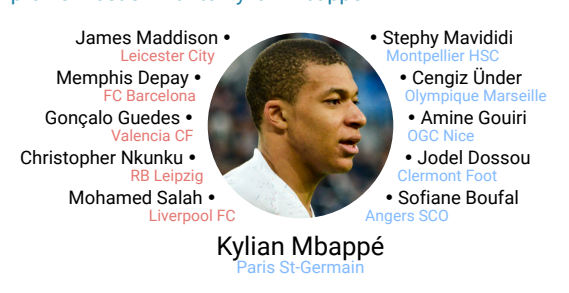 James Maddison •
Leicester City
Memphis Depay •
FC Barcelona
Gonçalo Guedes •
Valencia CF
Christopher Nkunku •
RB Leipzig
Mohamed Salah •
Liverpool FC
• Stephy Mavididi
Montpellier HSC
• Cengiz Ünder
Olympique Marseille
• Amine Gouiri
OGC Nice
• Jodel Dossou
Clermont Foot
• Sofiane Boufal
Angers SCO
Kylian Mbappé
Paris St-Germain